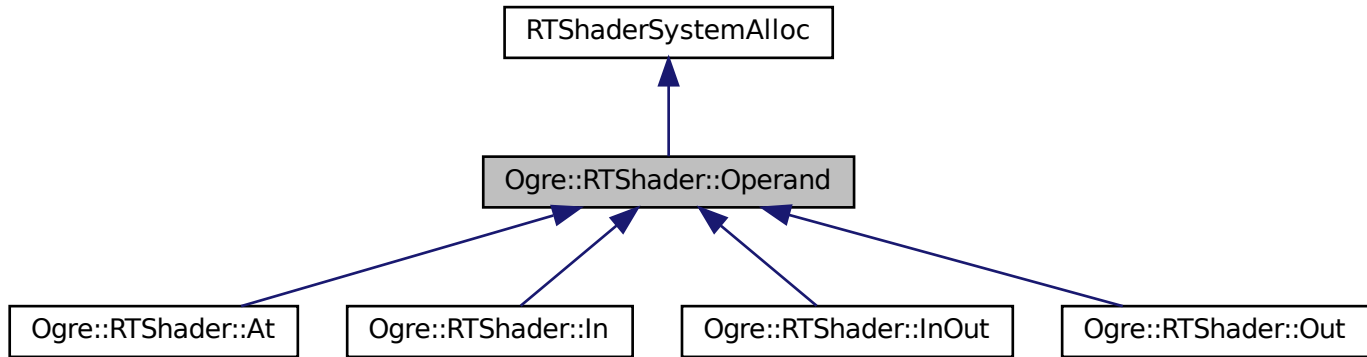 RTShaderSystemAlloc
Ogre::RTShader::Operand
Ogre::RTShader::At
Ogre::RTShader::In
Ogre::RTShader::InOut
Ogre::RTShader::Out